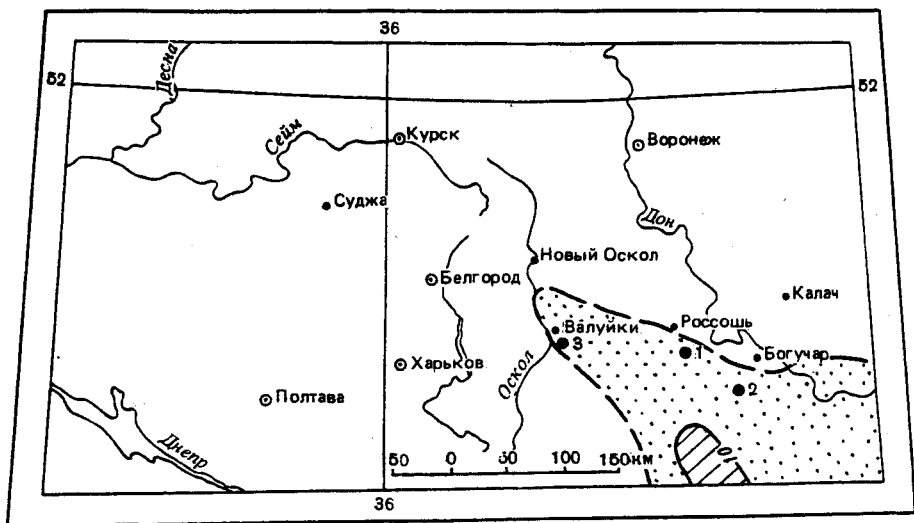 36
52
52
Десна
Сейм
Курск
Воронеж
Суджа
Дон
Новый Оскол
Белгород
Калач
Валуйки
Россошь
3
1
Богучар
Харьков
Оскол
2
Полтава
Днепр
50 0 50 100 150км
10
36